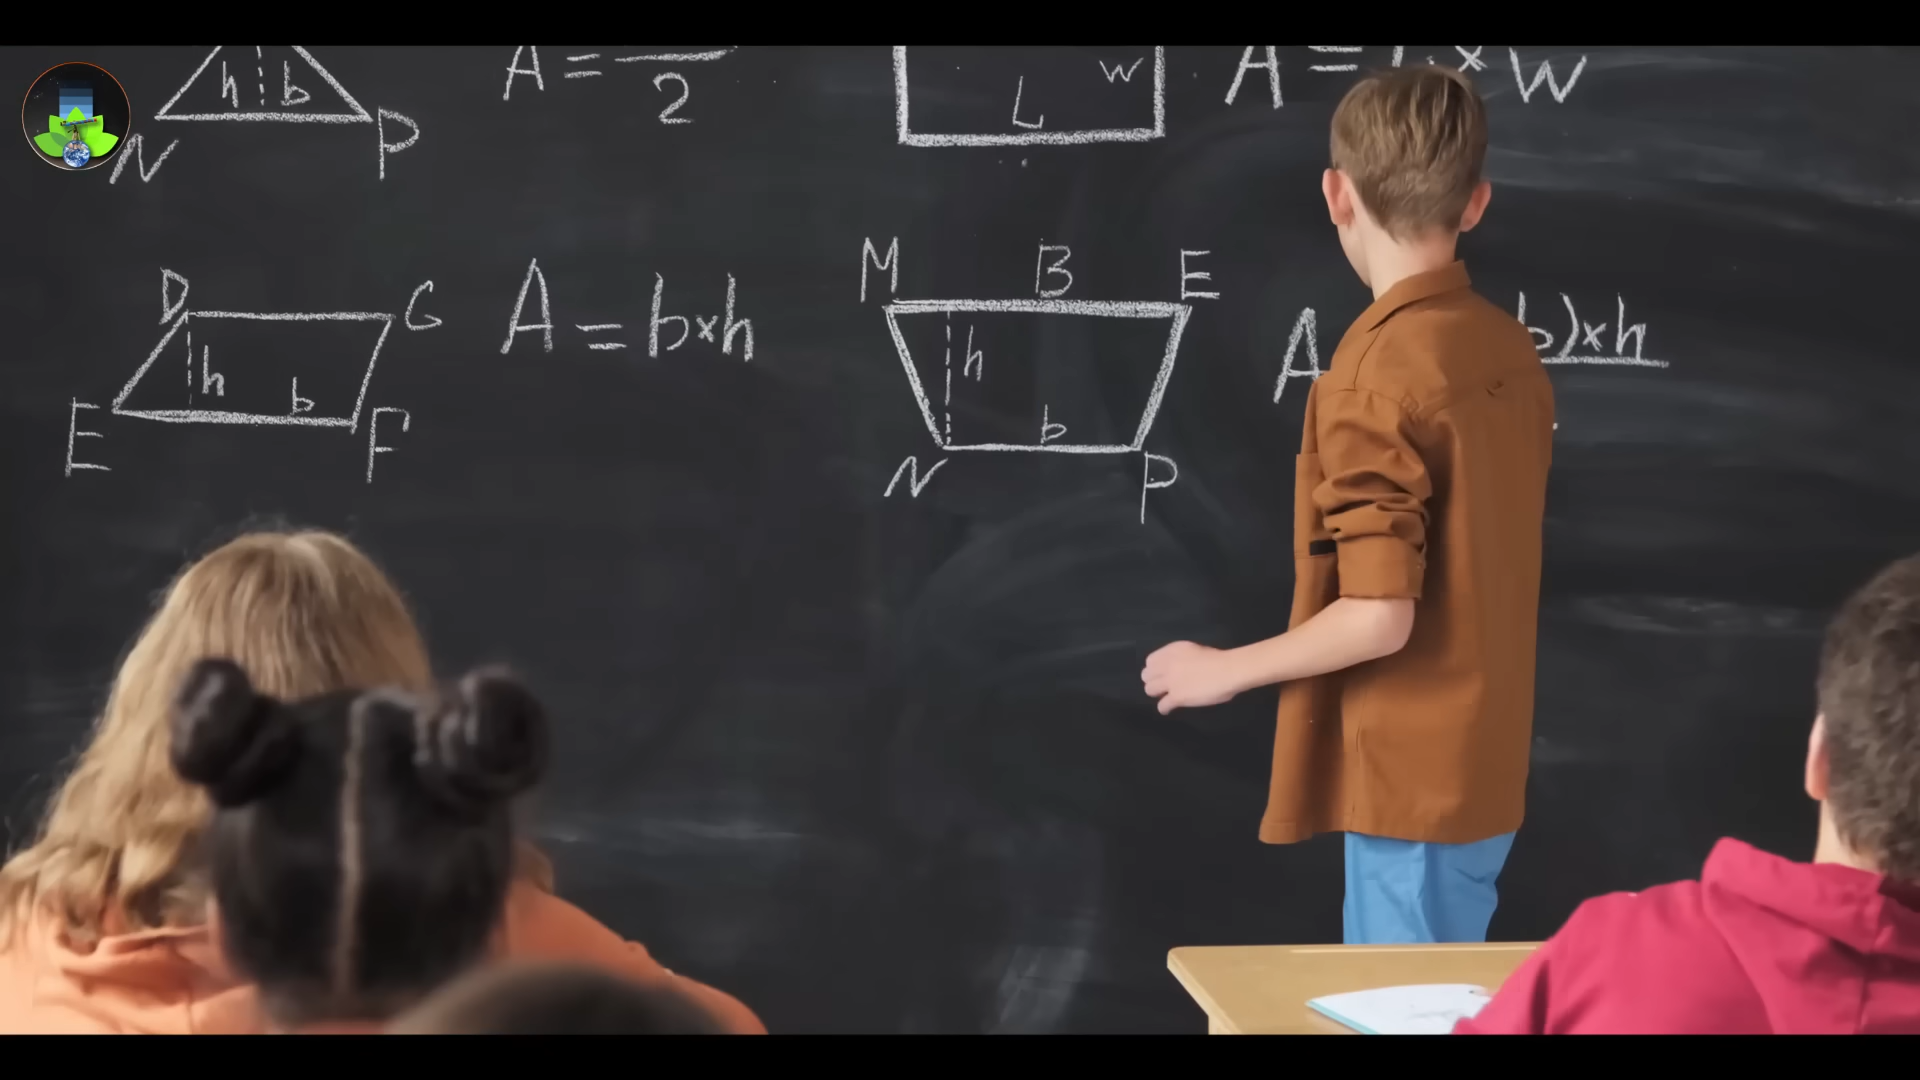 h b
N P
A = 2
L W
A = L × W
D G
h b
E F
A = b×h
M B E
h
b
N P
A b)×h